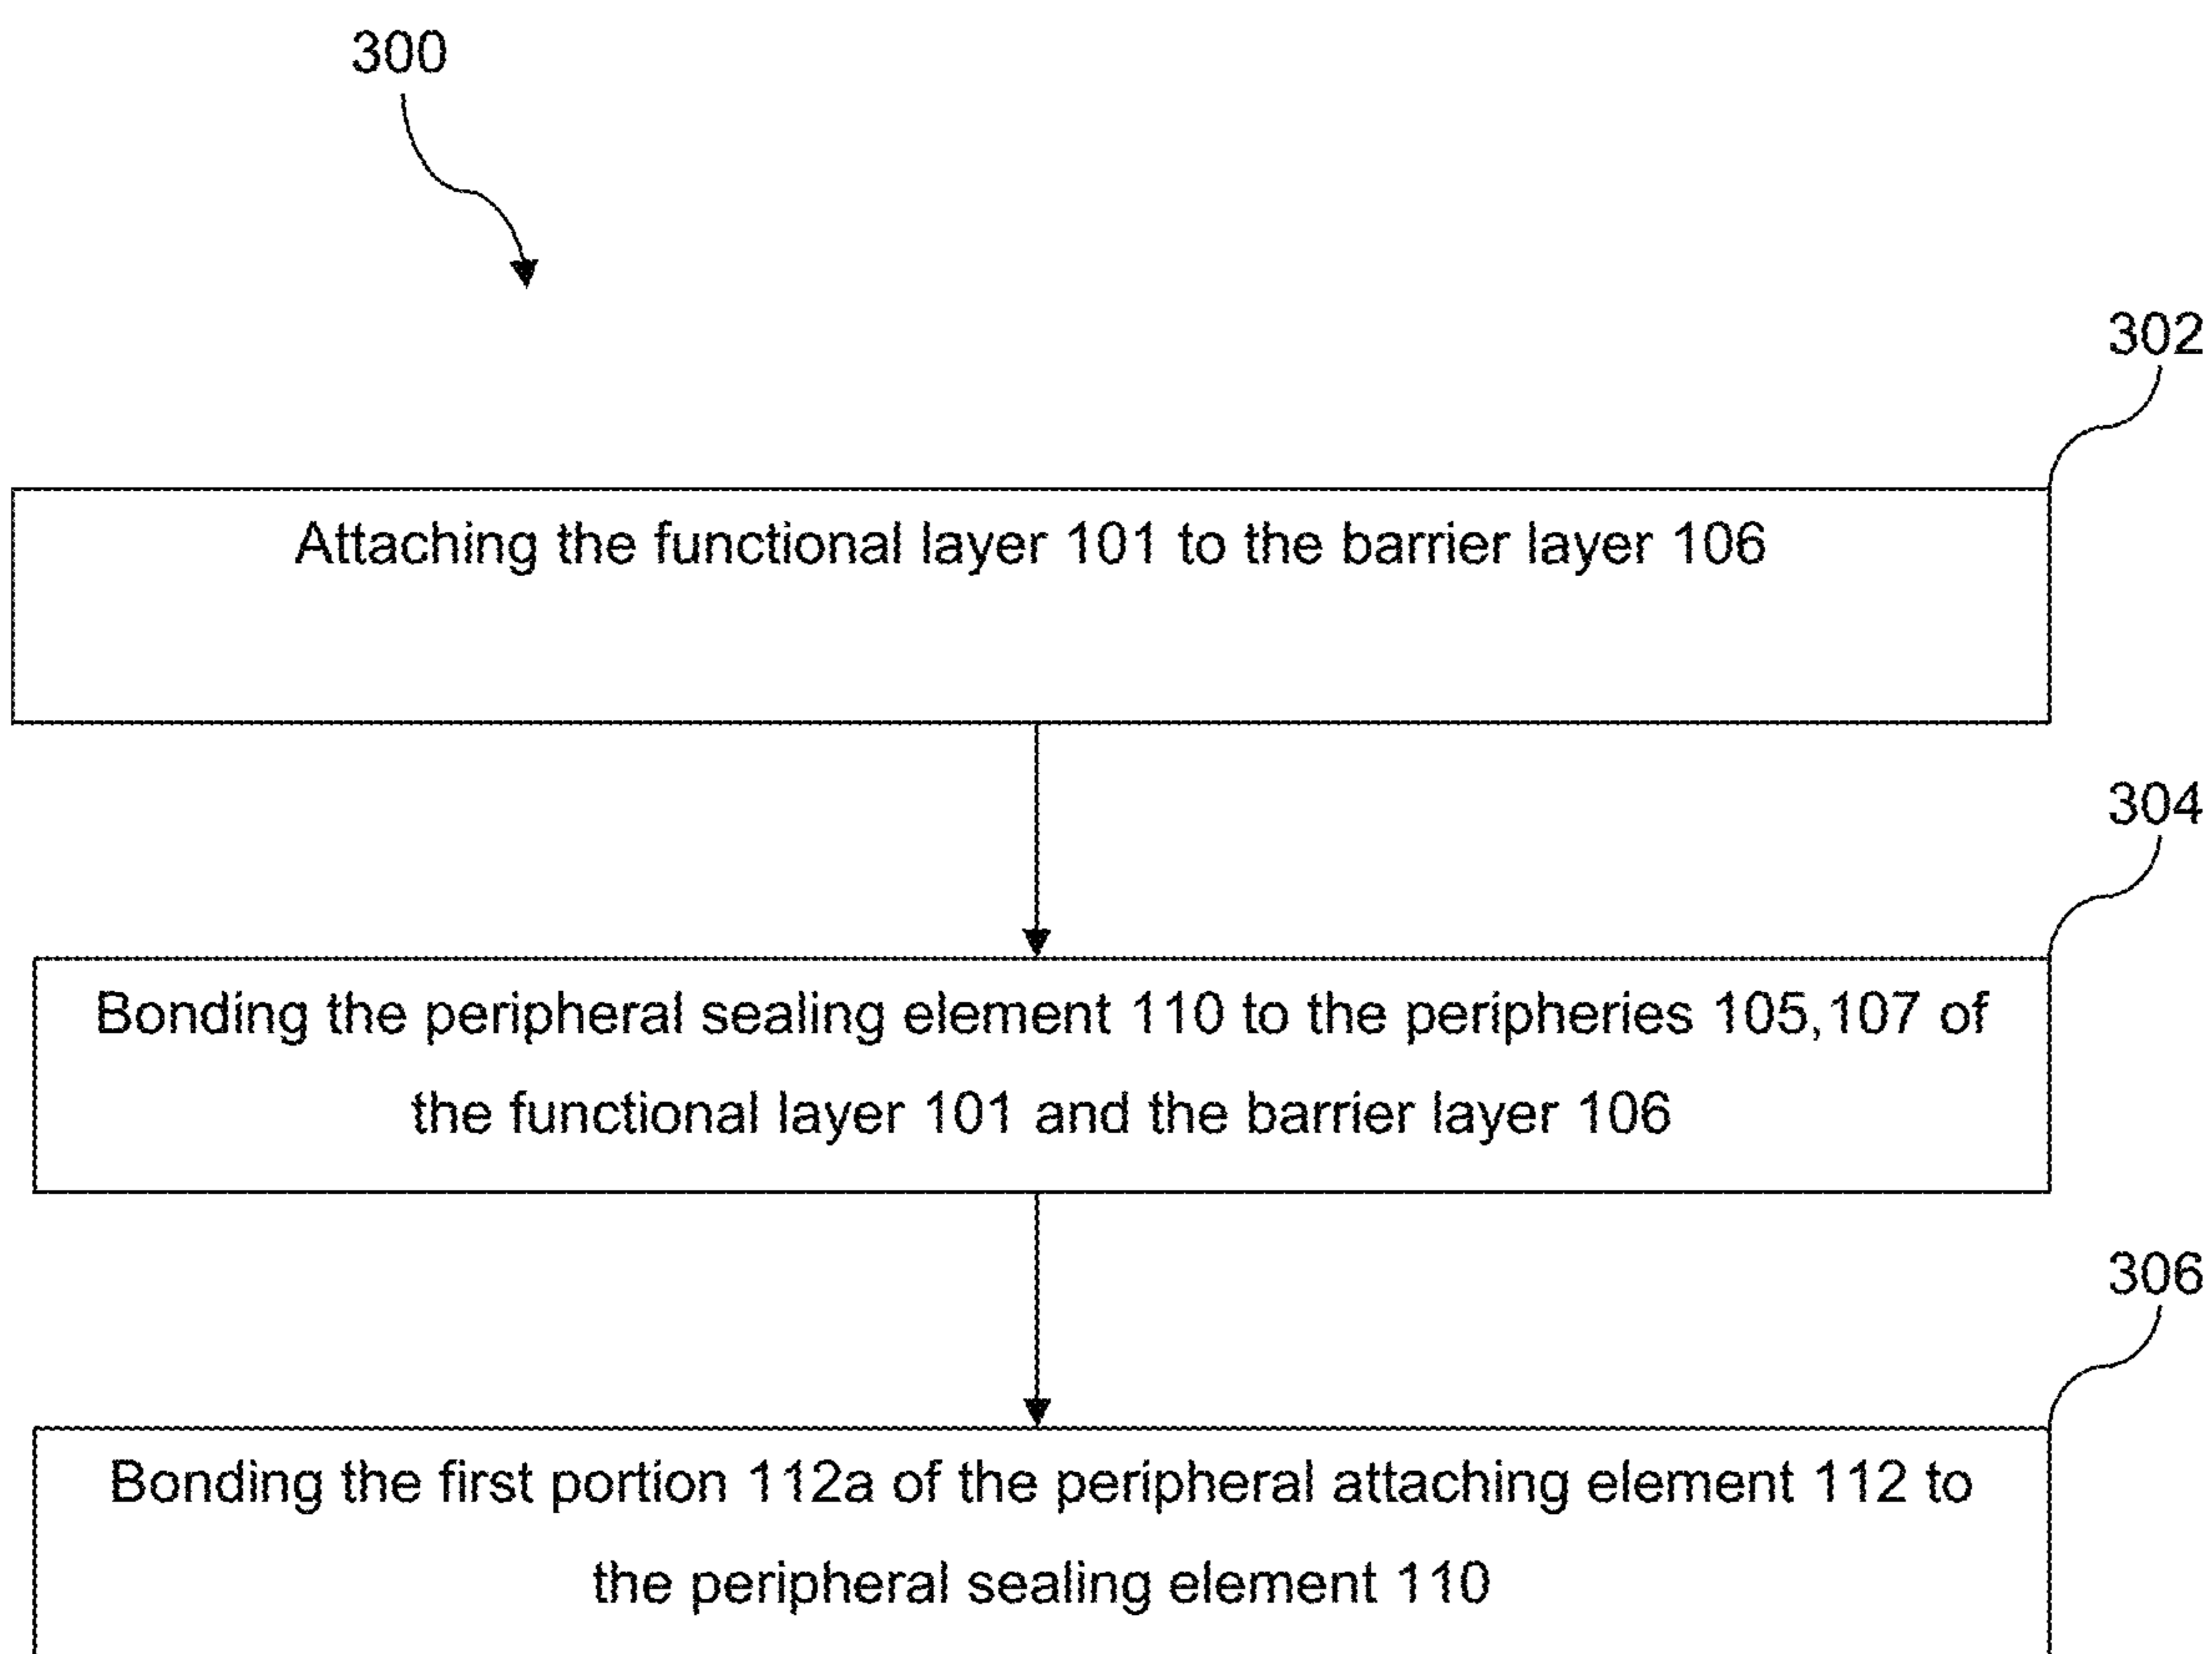 300
302
Attaching the functional layer 101 to the barrier layer 106
304
Bonding the peripheral sealing element 110 to the peripheries 105,107 of
the functional layer 101 and the barrier layer 106
306
Bonding the first portion 112a of the peripheral attaching element 112 to
the peripheral sealing element 110